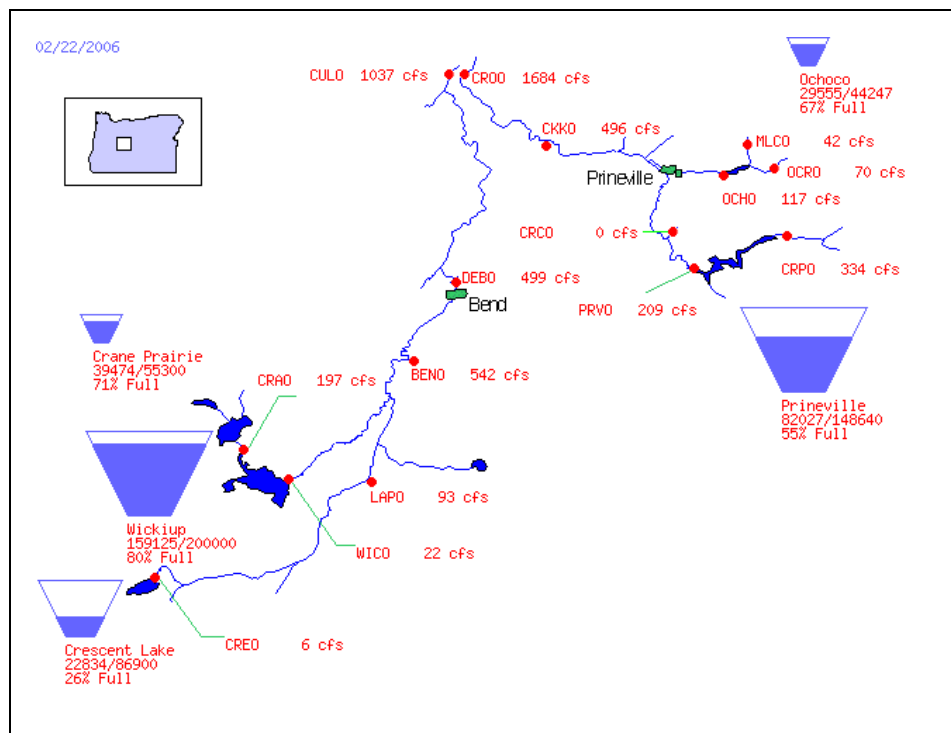 02/22/2006
CULO 1037 cfs
CROO 1684 cfs
Ochoco
29555/44247
67% Full
CKKO 496 cfs
MLCO 42 cfs
Prineville
OCRO 70 cfs
OCHO 117 cfs
CRCO 0 cfs
CRPO 334 cfs
DEBO 499 cfs
PRVO 209 cfs
Bend
Crane Prairie
39474/55300
71% Full
CRAO 197 cfs
BENO 542 cfs
Prineville
82027/148640
55% Full
LAPO 93 cfs
Wickiup
159125/200000
80% Full
WICO 22 cfs
CREO 6 cfs
Crescent Lake
22834/86900
26% Full